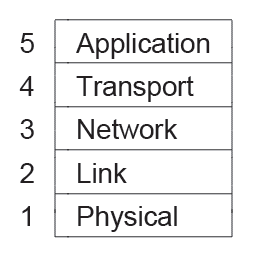 5 Application
4 Transport
3 Network
2 Link
1 Physical